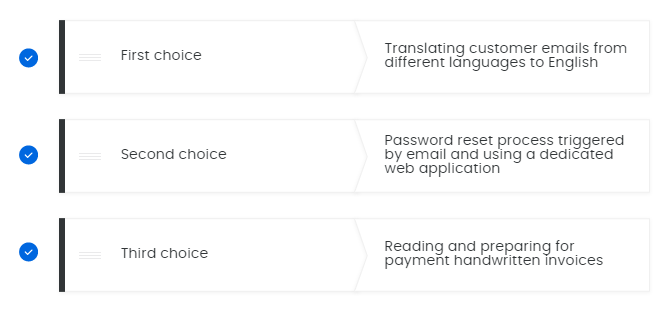 First choice
Translating customer emails from
different languages to English
Second choice
Password reset process triggered
by email and using a dedicated
web application
Third choice
Reading and preparing for
payment handwritten invoices